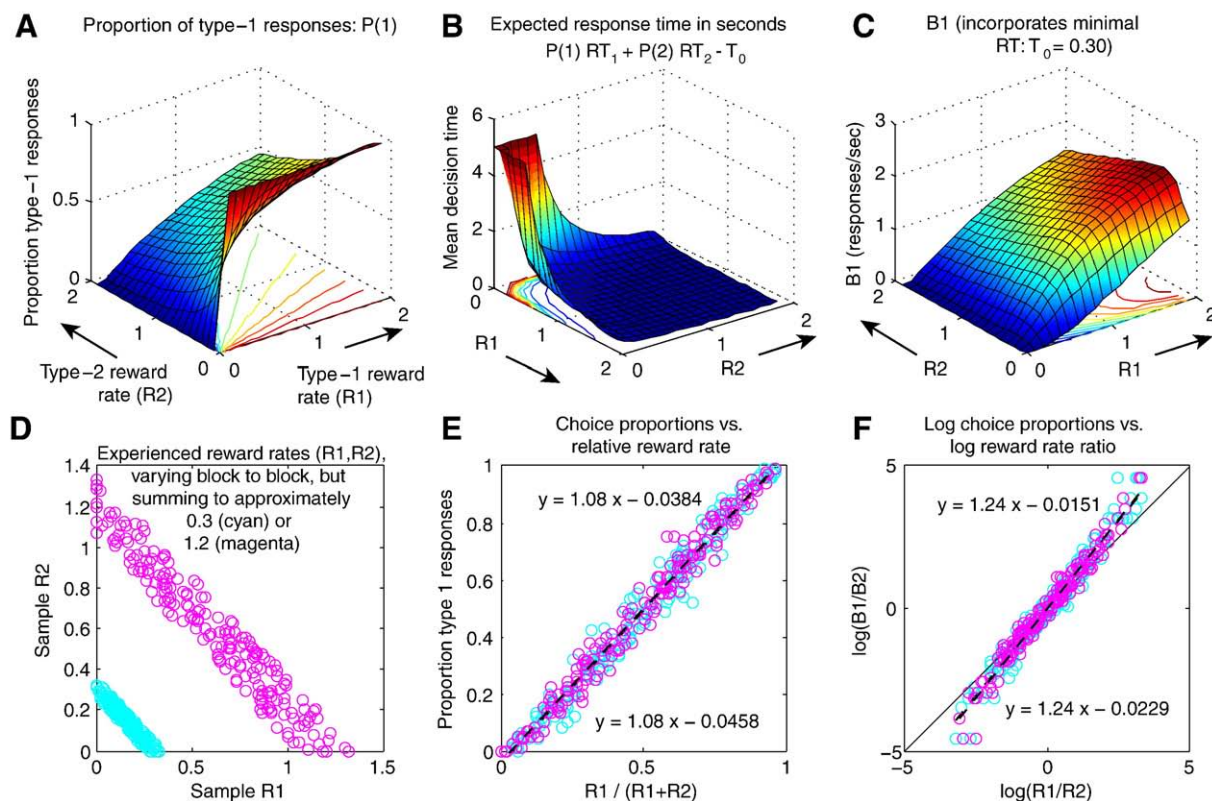 A
Proportion of type-1 responses: P(1)
Proportion type-1 responses
1
0.5
0
2
1
0
0
1
2
Type-2 reward
rate (R2)
Type-1 reward
rate (R1)
B
Expected response time in seconds
P(1) RT1 + P(2) RT2 - T0
Mean decision time
6
4
2
0
0
1
2
0
1
2
R1
R2
C
B1 (incorporates minimal
RT: T0 = 0.30)
B1 (responses/sec)
3
2
1
0
2
1
0
0
1
2
R2
R1
D
Experienced reward rates (R1,R2),
varying block to block, but
summing to approximately
0.3 (cyan) or
1.2 (magenta)
Sample R2
1.4
1.2
1
0.8
0.6
0.4
0.2
0
0
0.5
1
1.5
Sample R1
E
Choice proportions vs.
relative reward rate
Proportion type 1 responses
1
0.8
0.6
0.4
0.2
0
y = 1.08 x − 0.0384
y = 1.08 x − 0.0458
0
0.5
1
R1 / (R1+R2)
F
Log choice proportions vs.
log reward rate ratio
log(B1/B2)
5
0
−5
y = 1.24 x − 0.0151
y = 1.24 x − 0.0229
−5
0
5
log(R1/R2)